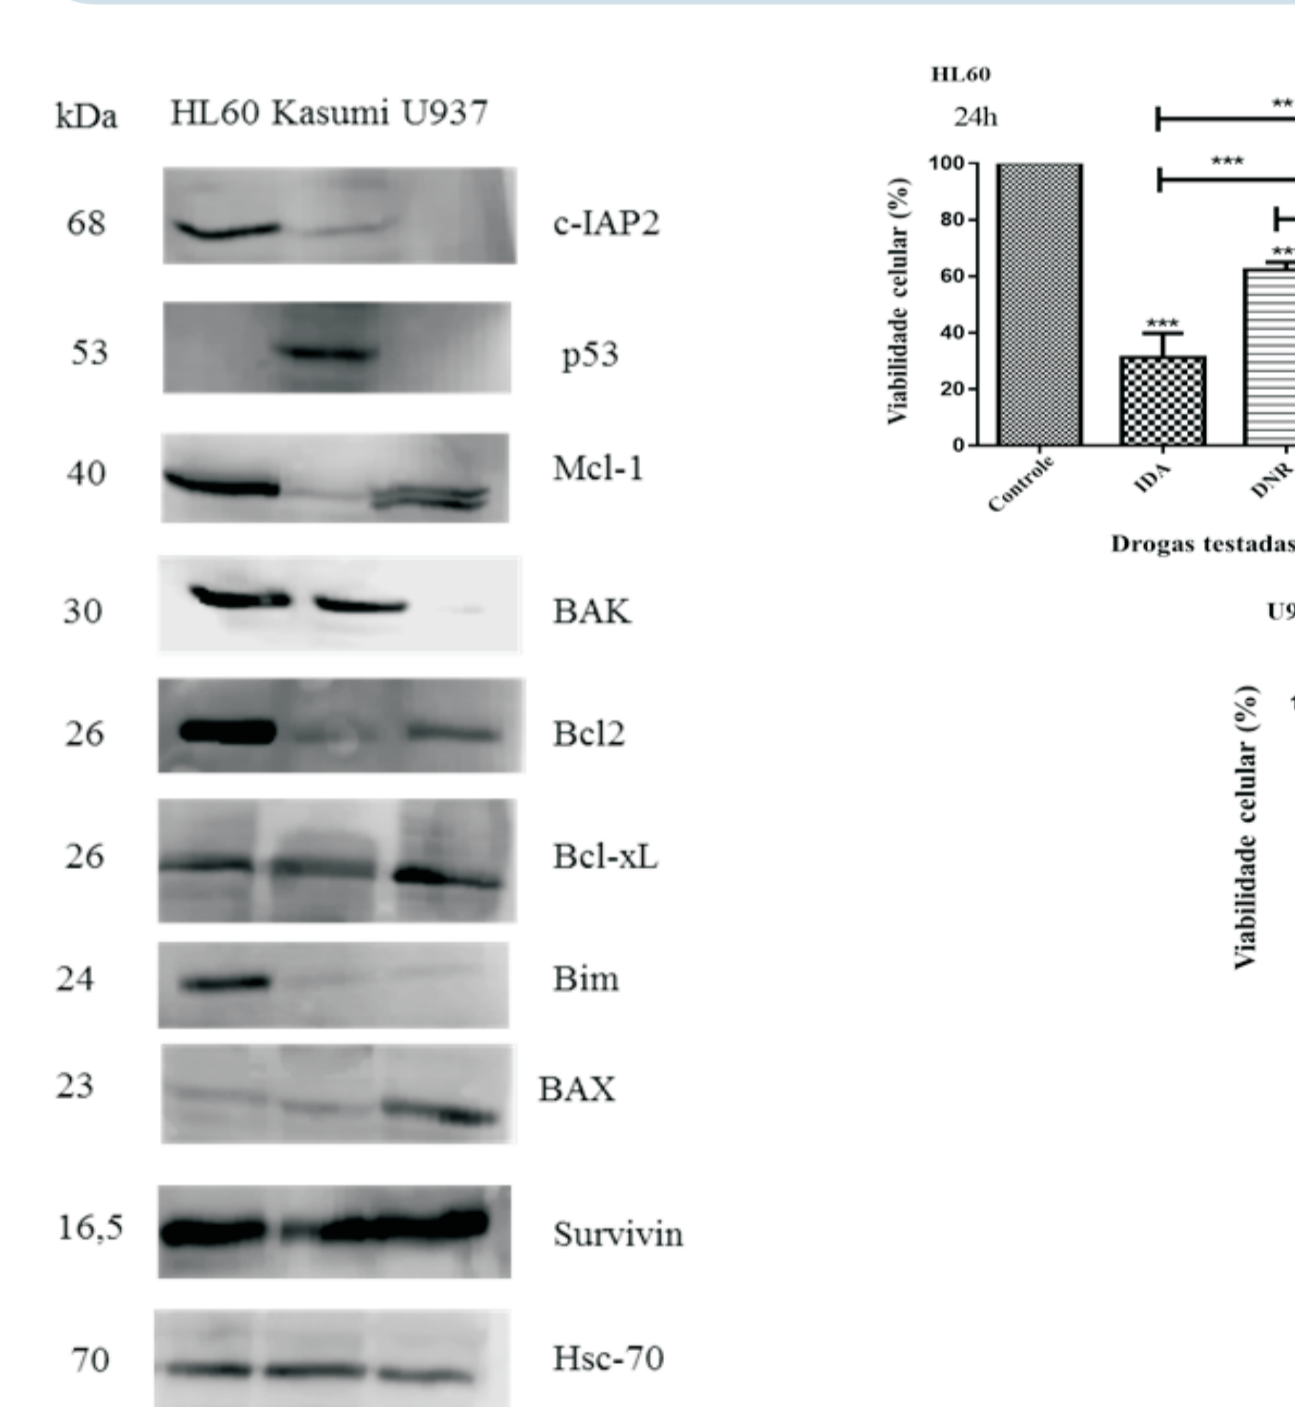 kDa HL60 Kasumi U937
68 c-IAP2
53 p53
40 Mcl-1
30 BAK
26 Bcl2
26 Bcl-xL
24 Bim
23 BAX
16,5 Survivin
70 Hsc-70
HL60
24h
***
***
Viabilidade celular (%)
100
80
60
40
20
0
Controle
IDA
DNR
Drogas testadas
Viabilidade celular (%)